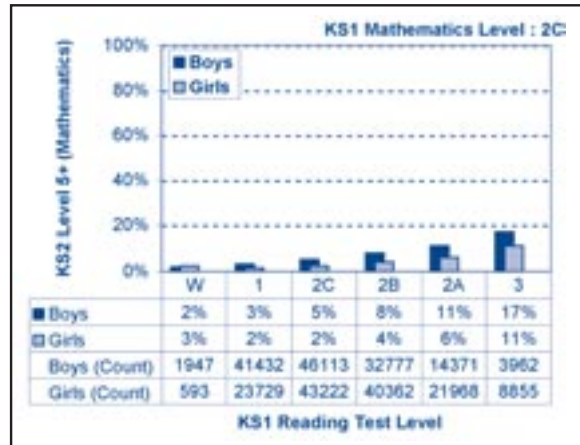 KS1 Mathematics Level : 2C
KS2 Level 5+ (Mathematics)
100%
80%
60%
40%
20%
0%
Boys
Girls
W 1 2C 2B 2A 3
Boys 2% 3% 5% 8% 11% 17%
Girls 3% 2% 2% 4% 6% 11%
Boys (Count) 1947 41432 46113 32777 14371 3962
Girls (Count) 593 23729 43222 40362 21968 8855
KS1 Reading Test Level